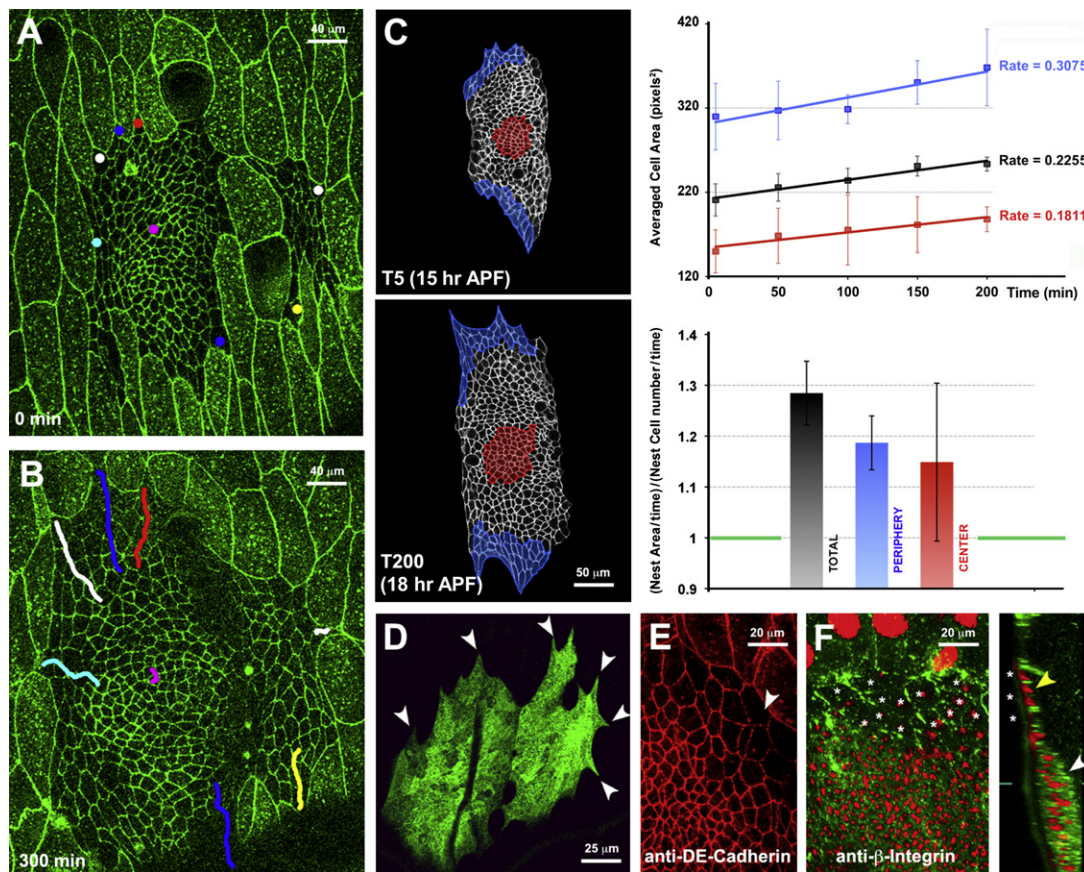 A
40 μm
0 min
B
40 μm
300 min
C
T5 (15 hr APF)
T200
(18 hr APF)
50 μm
Averaged Cell Area (pixels²)
420
320
220
120
Rate = 0.3075
Rate = 0.2255
Rate = 0.1811
0
50
100
150
200
Time (min)
(Nest Area/time)/(Nest Cell number/time)
1.3
1.2
1.1
1
0.9
TOTAL
PERIPHERY
CENTER
D
25 μm
E
20 μm
anti-DE-Cadherin
F
20 μm
* * * * * * * * * * * * *
anti-β-Integrin
*
*
*